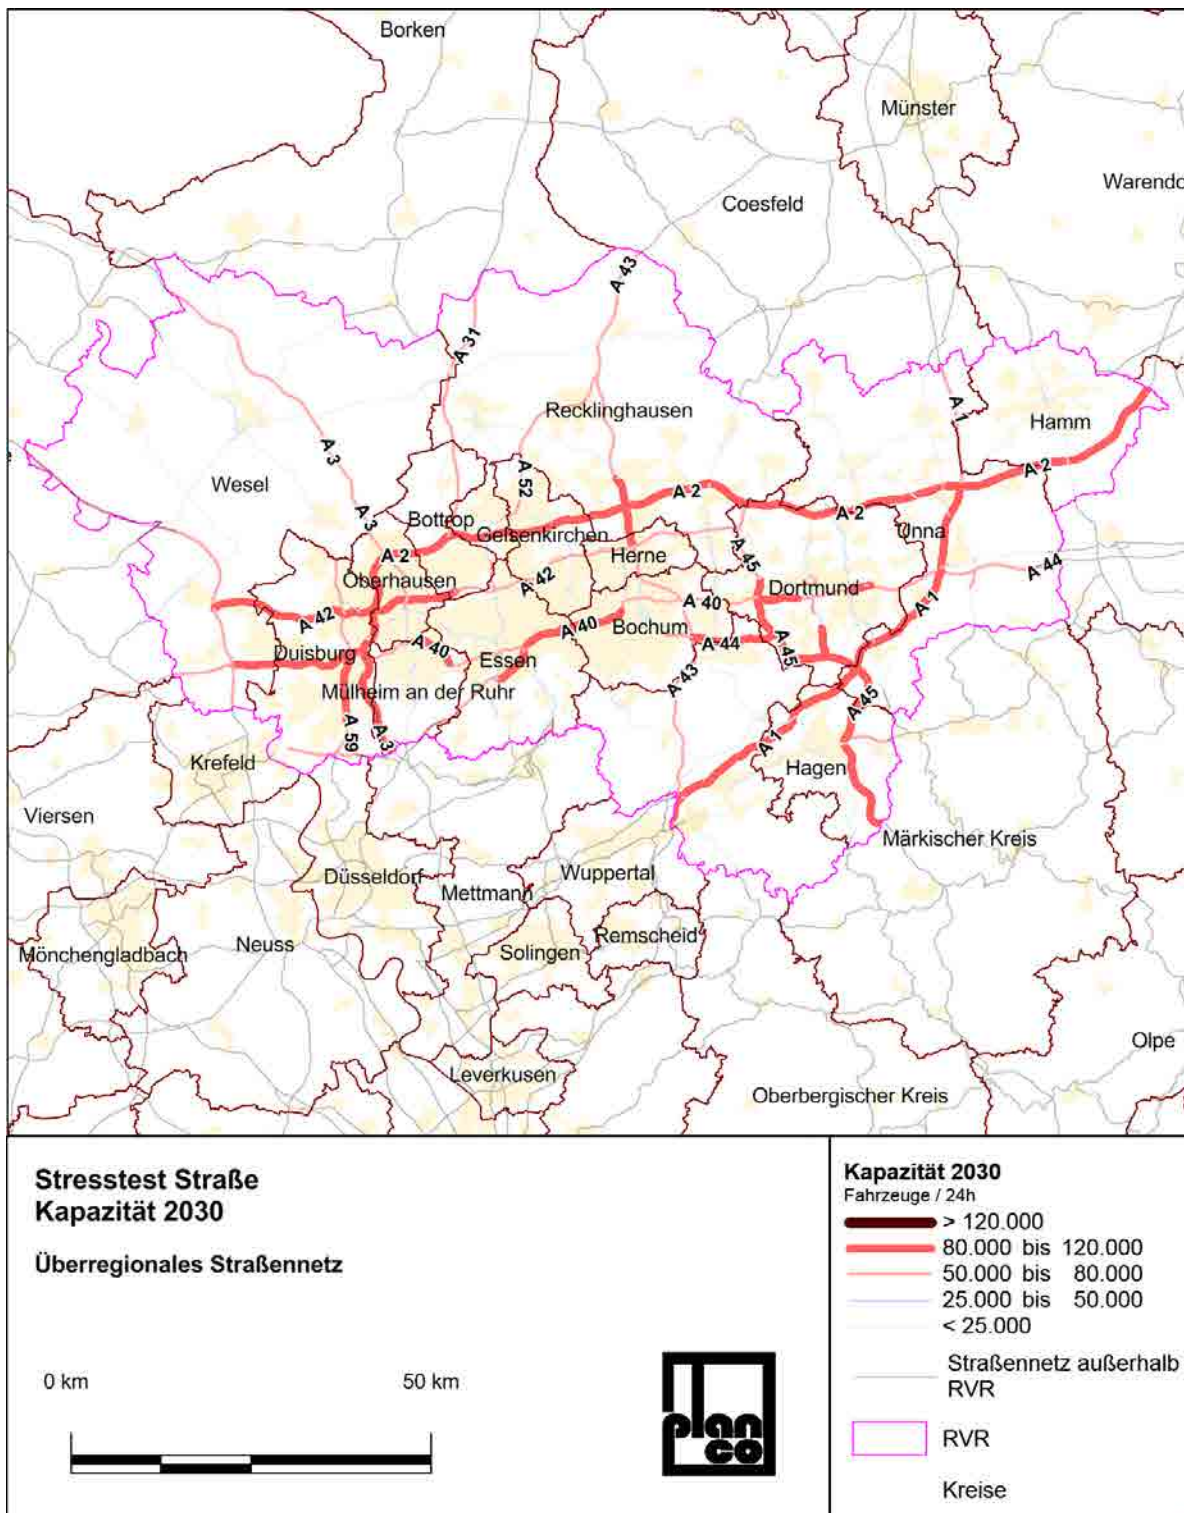 Borken
Münster
Warendo
Coesfeld
A 43
A 31
Recklinghausen
A 1
Hamm
A 3
Wesel
A 52
A 2
A 2
A 3
Bottrop
Gelsenkirchen
A 2
Unna
A 2
Herne
A 45
Oberhausen
A 42
Dortmund
A 44
A 42
A 40
A 40
Bochum
A 1
Duisburg
A 40
Essen
A 44
A 45
Mülheim an der Ruhr
A 43
A 45
A 59
A 3
A 1
Krefeld
Hagen
Viersen
Märkischer Kreis
Düsseldorf
Wuppertal
Mettmann
Remscheid
Mönchengladbach
Neuss
Solingen
Olpe
Leverkusen
Oberbergischer Kreis
Stresstest Straße
Kapazität 2030
Überregionales Straßennetz
0 km 50 km
plan
co
Kapazität 2030
Fahrzeuge / 24h
> 120.000
80.000 bis 120.000
50.000 bis 80.000
25.000 bis 50.000
< 25.000
Straßennetz außerhalb
RVR
RVR
Kreise